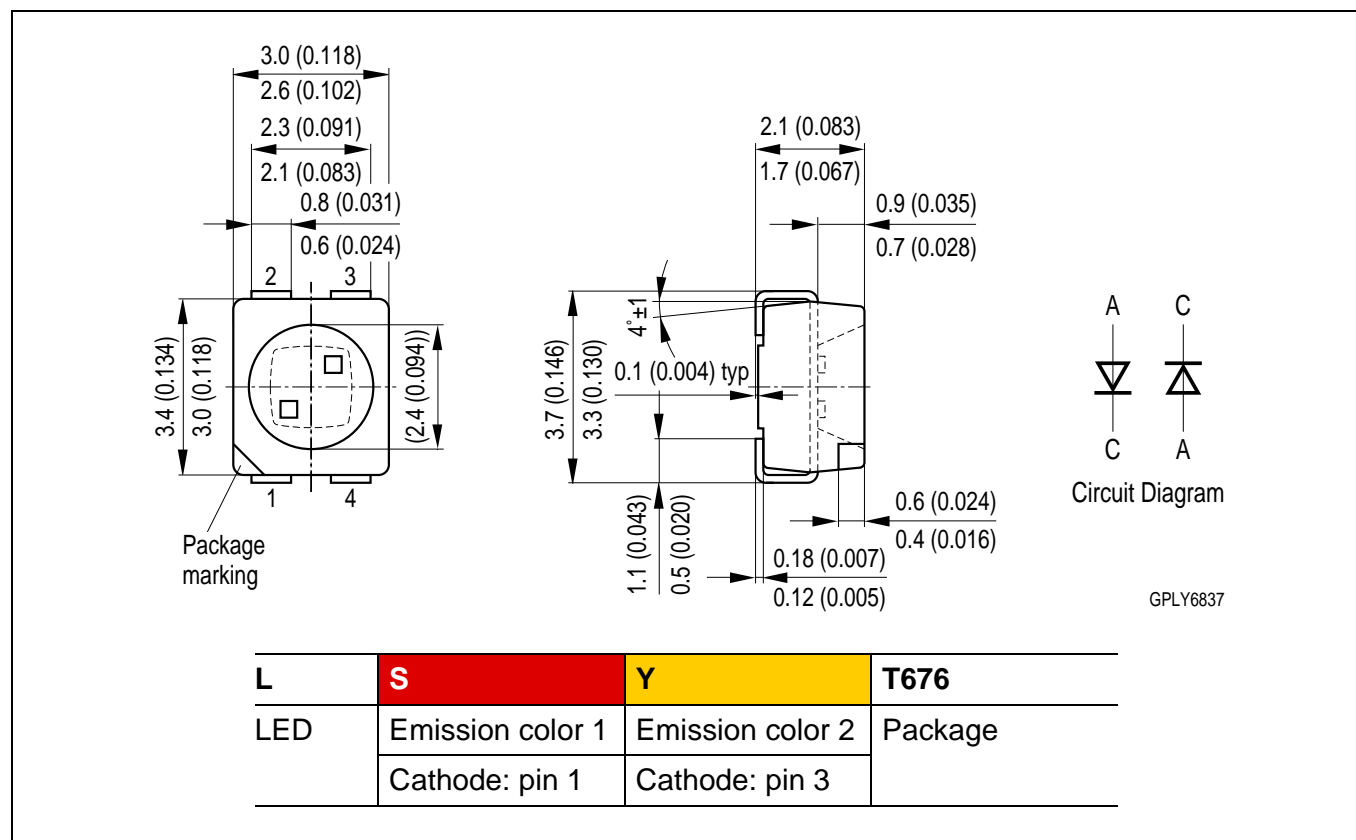 3.0 (0.118)
2.6 (0.102)
2.3 (0.091)
2.1 (0.083)
0.8 (0.031)
0.6 (0.024)
2 3
3.4 (0.134)
3.0 (0.118)
(2.4 (0.094))
1 4
Package
marking
2.1 (0.083)
1.7 (0.067)
0.9 (0.035)
0.7 (0.028)
4°±1
0.1 (0.004) typ
3.7 (0.146)
3.3 (0.130)
1.1 (0.043)
0.5 (0.020)
0.6 (0.024)
0.4 (0.016)
0.18 (0.007)
0.12 (0.005)
A C
C A
Circuit Diagram
GPLY6837
L S Y T676
LED Emission color 1 Emission color 2 Package
Cathode: pin 1 Cathode: pin 3